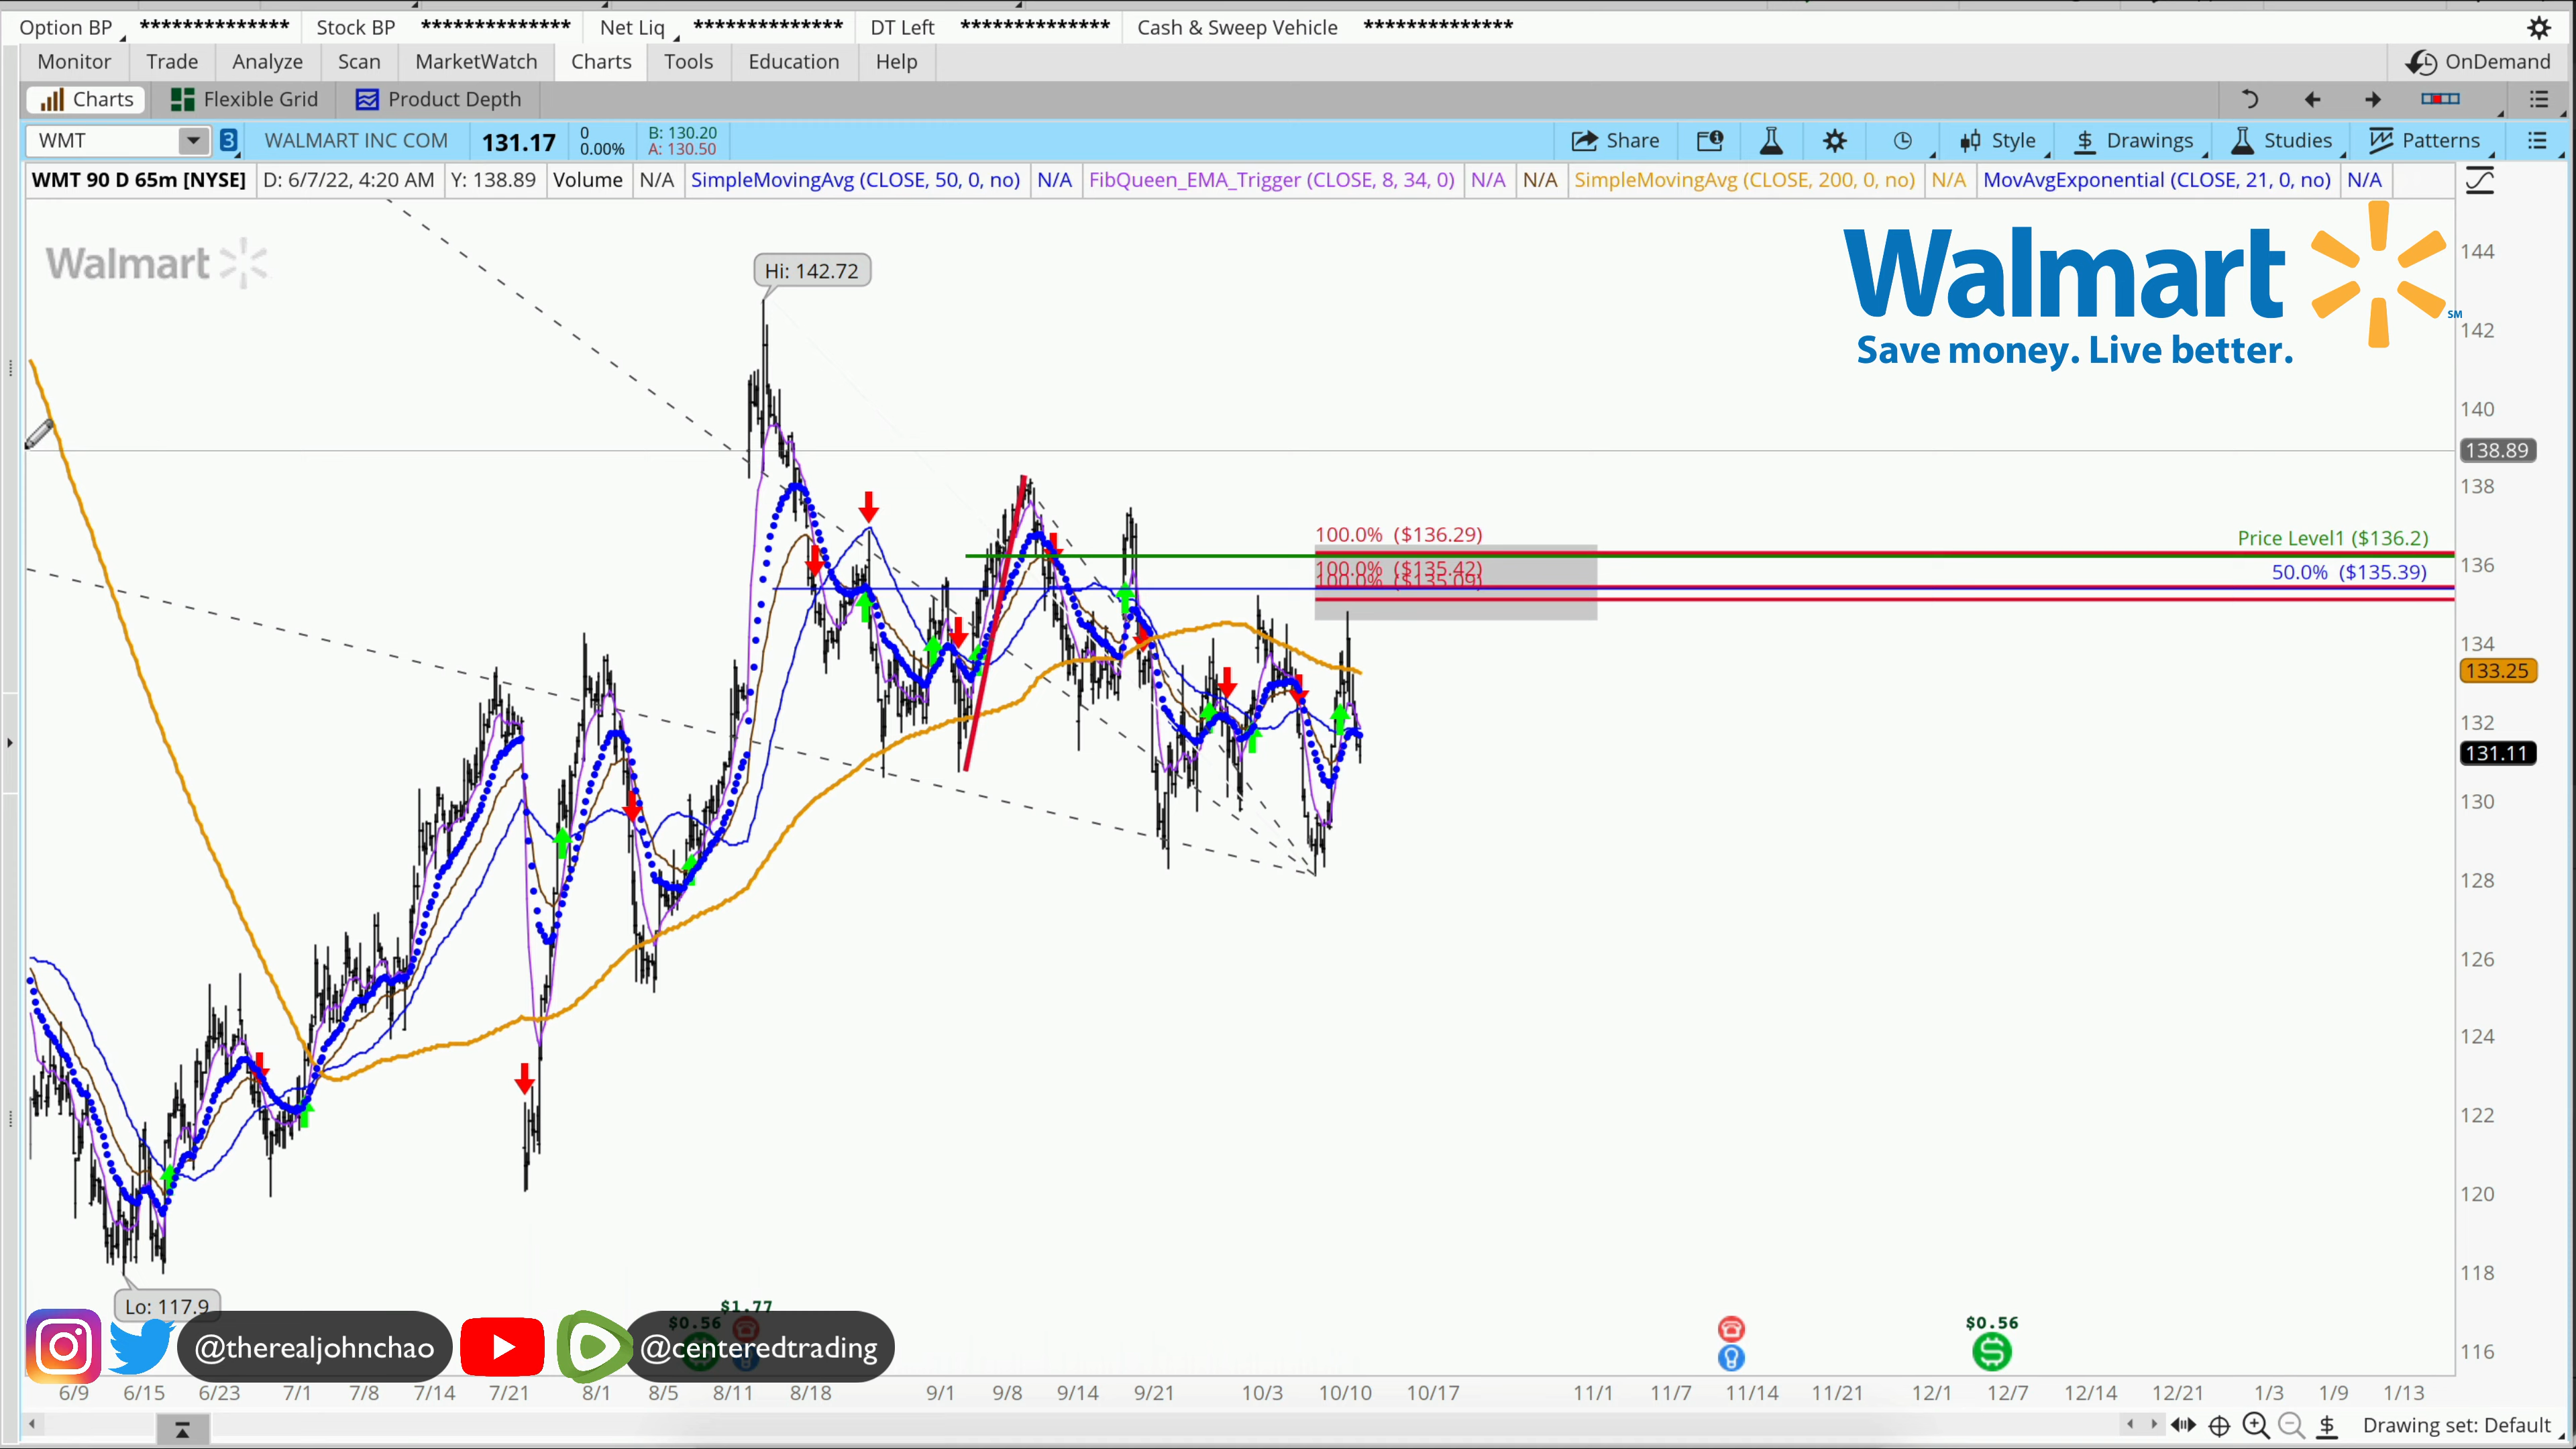 Option BP ************** Stock BP ************** Net Liq ************** DT Left ************** Cash & Sweep Vehicle **************
Monitor Trade Analyze Scan MarketWatch Charts Tools Education Help OnDemand
Charts Flexible Grid Product Depth
WMT 3 WALMART INC COM 131.17 0 0.00% B: 130.20 A: 130.50 Share Style Drawings Studies Patterns
WMT 90 D 65m [NYSE] D: 6/7/22, 4:20 AM Y: 138.89 Volume N/A SimpleMovingAvg (CLOSE, 50, 0, no) N/A FibQueen_EMA_Trigger (CLOSE, 8, 34, 0) N/A N/A SimpleMovingAvg (CLOSE, 200, 0, no) N/A MovAvgExponential (CLOSE, 21, 0, no) N/A
Walmart
Walmart
SM
Save money. Live better.
Hi: 142.72
144
142
140
138.89
138
100.0% ($136.29)
Price Level1 ($136.2)
136
100.0% ($135.42)
50.0% ($135.39)
100.0% ($135.09)
134
133.25
132
131.11
130
128
126
124
122
120
118
116
Lo: 117.9
$1.77
$0.56
$0.56
@therealjohnchao
@centeredtrading
6/9 6/15 6/23 7/1 7/8 7/14 7/21 8/1 8/5 8/11 8/18 9/1 9/8 9/14 9/21 10/3 10/10 10/17 11/1 11/7 11/14 11/21 12/1 12/7 12/14 12/21 1/3 1/9 1/13
Drawing set: Default